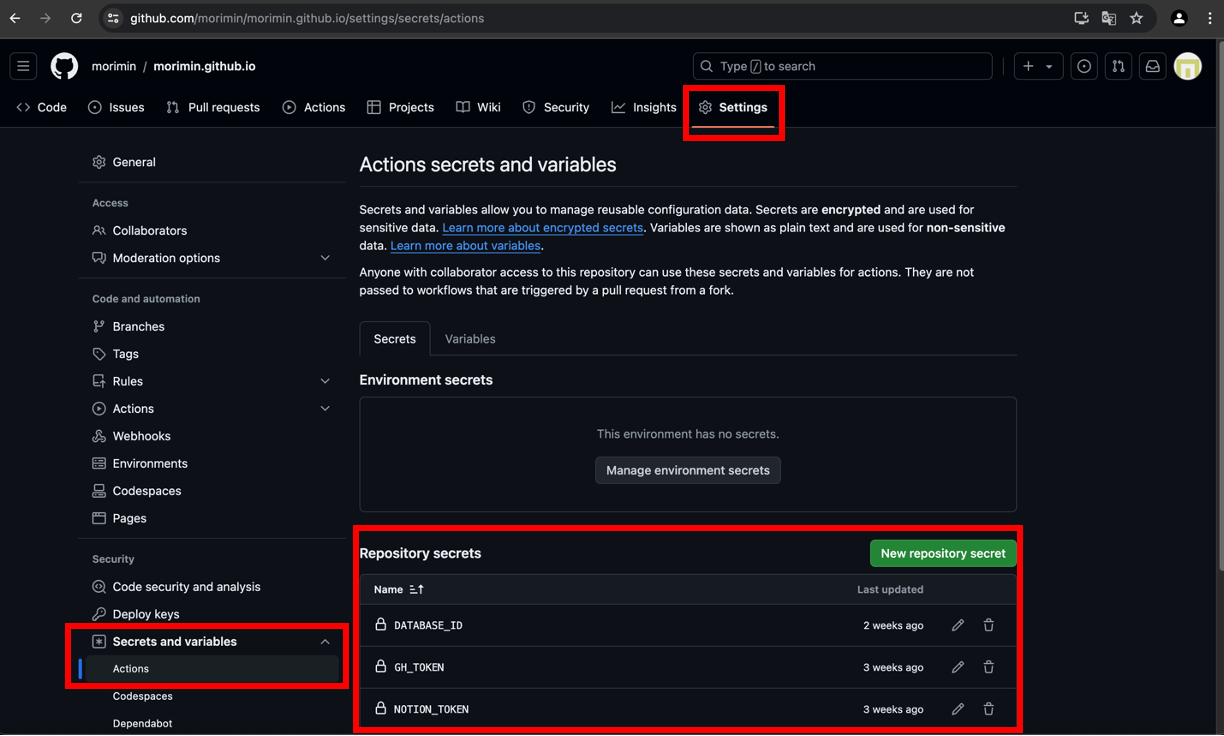 github.com/morimin/morimin.github.io/settings/secrets/actions
morimin / morimin.github.io
Type / to search
Code Issues Pull requests Actions Projects Wiki Security Insights Settings
General
Access
Collaborators
Moderation options
Code and automation
Branches
Tags
Rules
Actions
Webhooks
Environments
Codespaces
Pages
Security
Code security and analysis
Deploy keys
Secrets and variables
Actions
Codespaces
Dependabot
Actions secrets and variables
Secrets and variables allow you to manage reusable configuration data. Secrets are encrypted and are used for
sensitive data. Learn more about encrypted secrets. Variables are shown as plain text and are used for non-sensitive
data. Learn more about variables.
Anyone with collaborator access to this repository can use these secrets and variables for actions. They are not
passed to workflows that are triggered by a pull request from a fork.
Secrets Variables
Environment secrets
This environment has no secrets.
Manage environment secrets
Repository secrets New repository secret
Name Last updated
DATABASE_ID 2 weeks ago
GH_TOKEN 3 weeks ago
NOTION_TOKEN 3 weeks ago